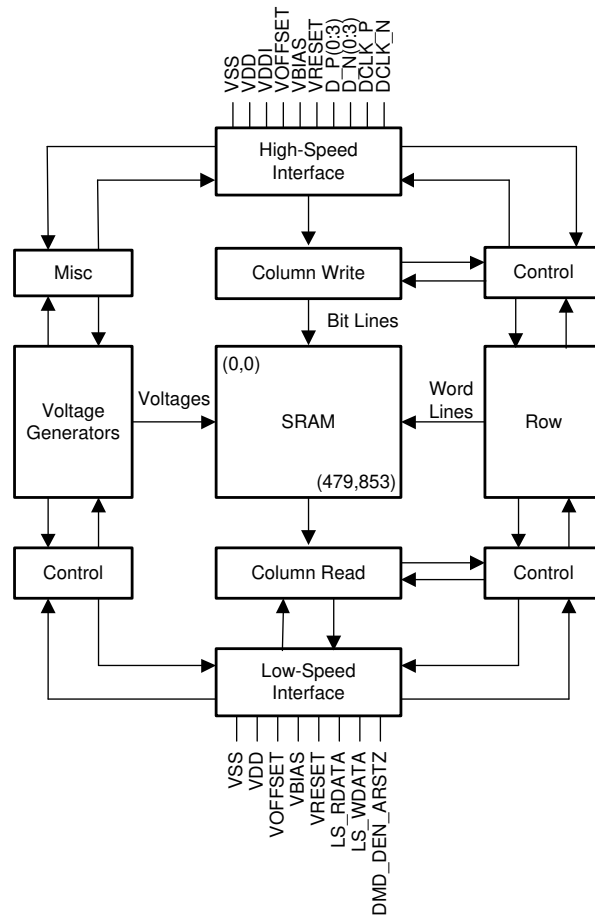 VSS
VDD
VDDI
VOFFSET
VBIAS
VRESET
D_P(0:3)
D_N(0:3)
DCLK_P
DCLK_N
High-Speed
Interface
Misc
Column Write
Control
Bit Lines
Voltage
Generators
Voltages
(0,0)
SRAM
(479,853)
Word
Lines
Row
Control
Column Read
Control
Low-Speed
Interface
VSS
VDD
VOFFSET
VBIAS
VRESET
LS_RDATA
LS_WDATA
DMD_DEN_ARSTZ